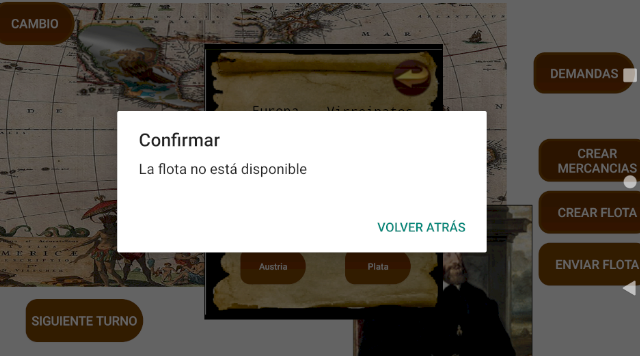 CAMBIO
MAR
DEMANDAS
Europa Virreinatos
Confirmar
La flota no está disponible
VOLVER ATRÁS
CREAR
MERCANCIAS
CREAR FLOTA
ENVIAR FLOTA
Austria
Plata
SIGUIENTE TURNO